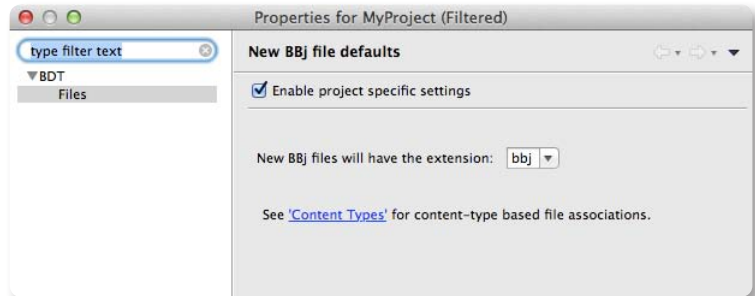 Properties for MyProject (Filtered)
type filter text
BDT
Files
New BBj file defaults
Enable project specific settings
New BBj files will have the extension: bbj
See 'Content Types' for content-type based file associations.